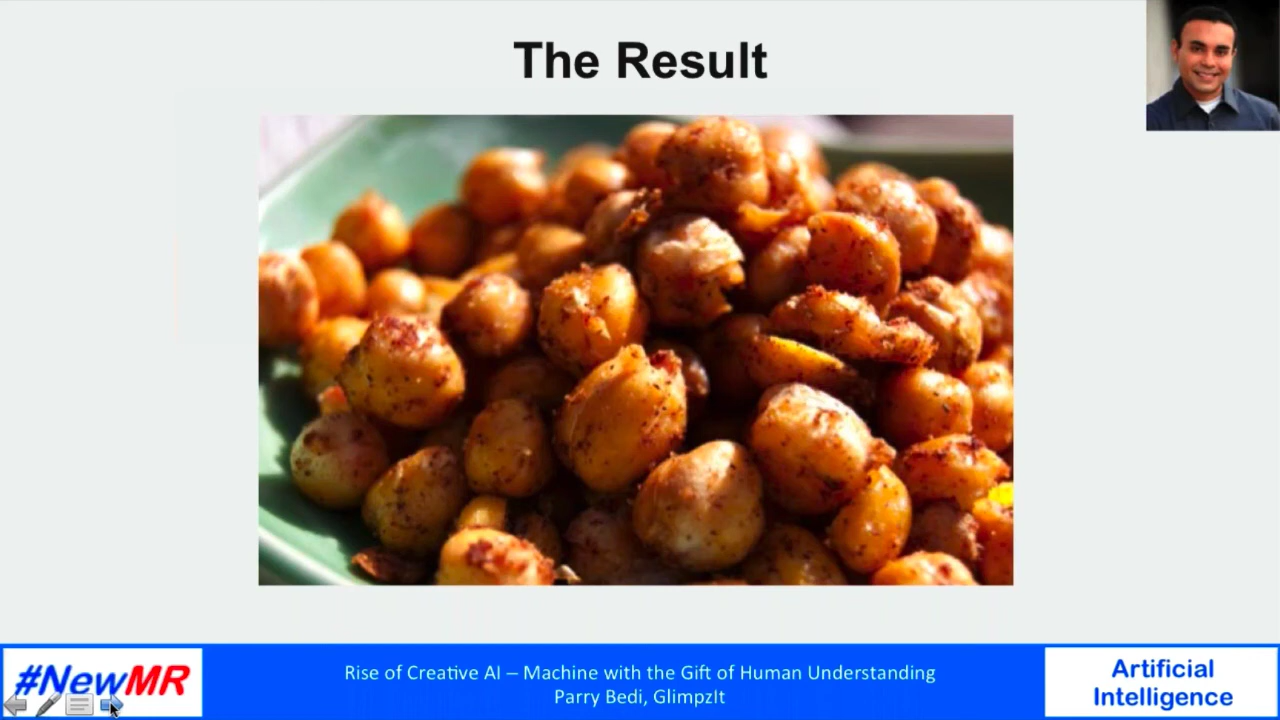 The Result
#NewMR
Rise of Creative AI – Machine with the Gift of Human Understanding
Parry Bedi, GlimpzIt
Artificial
Intelligence